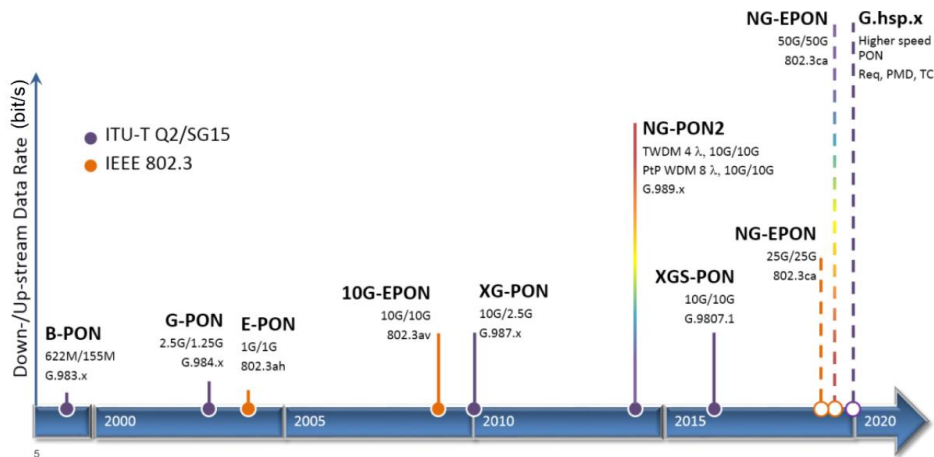 Down-/Up-stream Data Rate (bit/s)
ITU-T Q2/SG15
IEEE 802.3
B-PON
622M/155M
G.983.x
G-PON
2.5G/1.25G
G.984.x
E-PON
1G/1G
802.3ah
10G-EPON
10G/10G
802.3av
XG-PON
10G/2.5G
G.987.x
NG-PON2
TWDM 4 λ, 10G/10G
PtP WDM 8 λ, 10G/10G
G.989.x
XGS-PON
10G/10G
G.9807.1
NG-EPON
25G/25G
802.3ca
NG-EPON
50G/50G
802.3ca
G.hsp.x
Higher speed
PON
Req, PMD, TC
2000
2005
2010
2015
2020
5